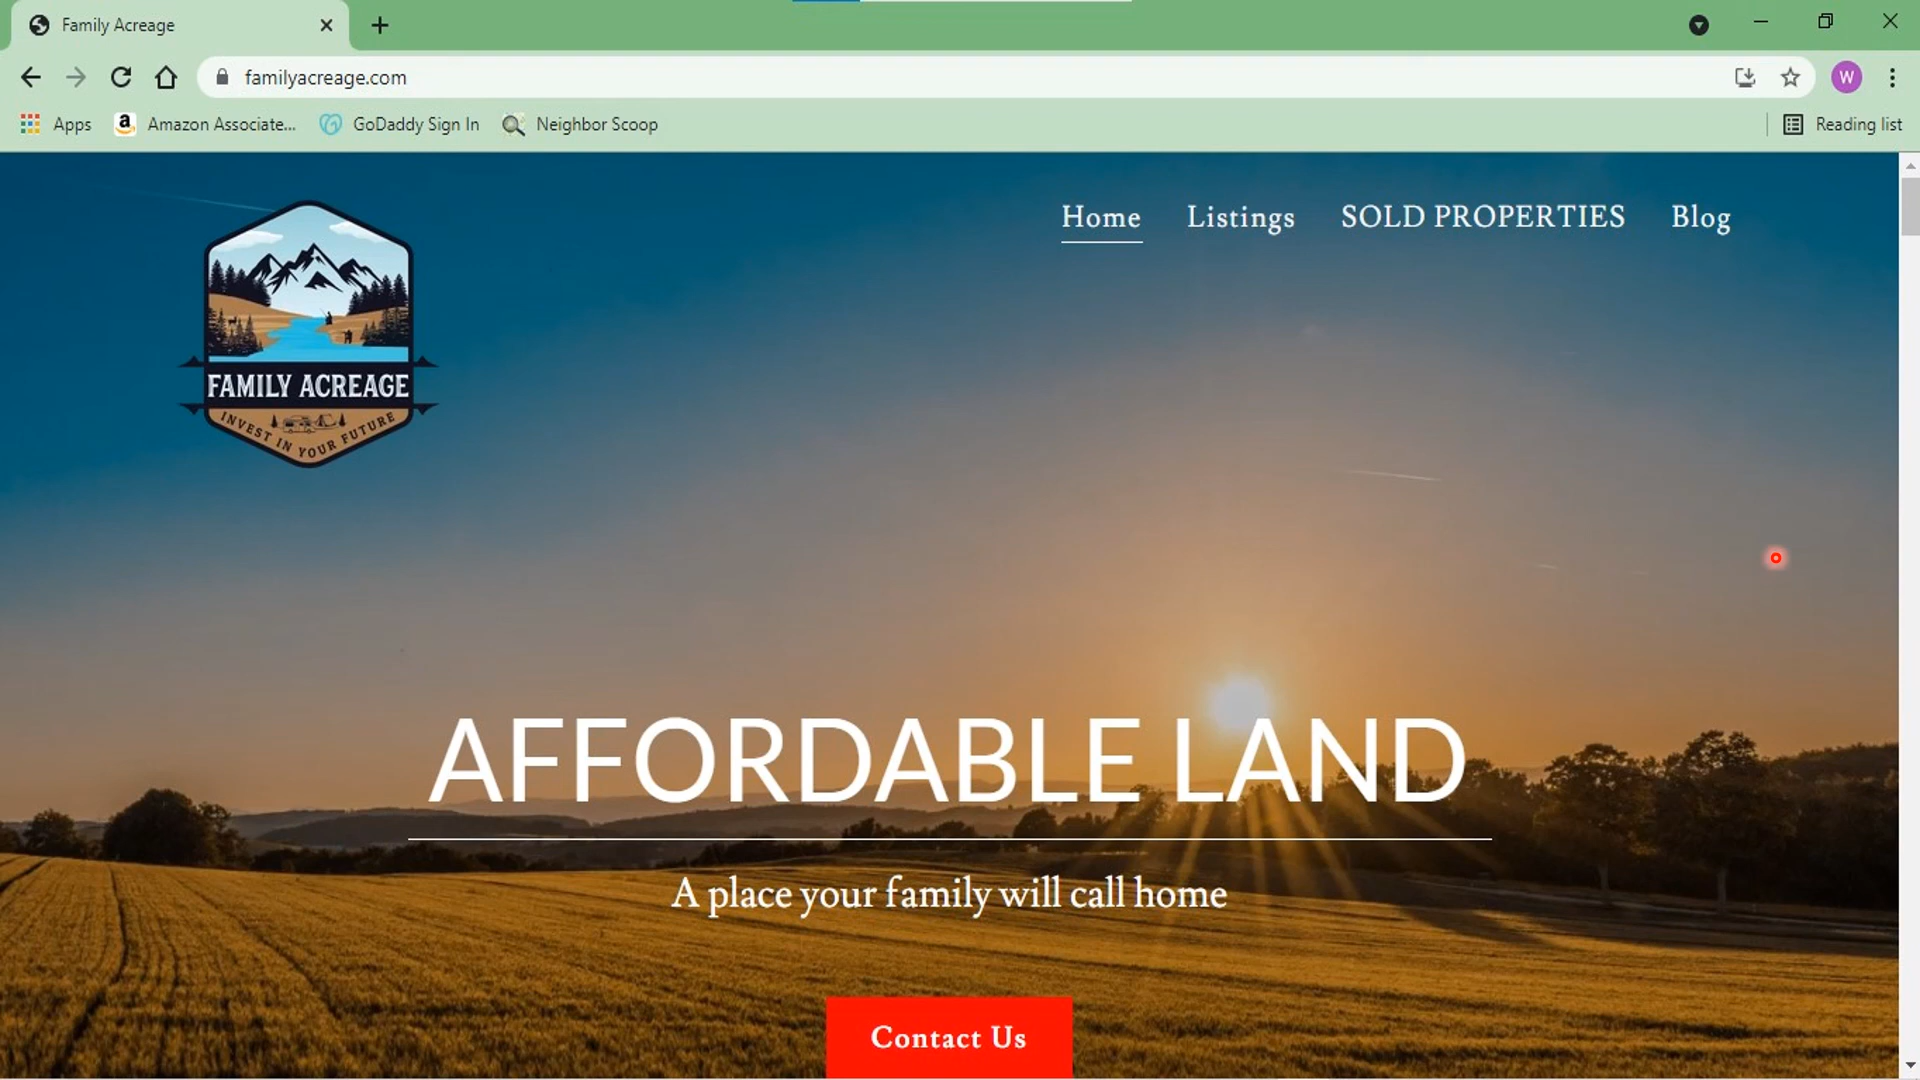 Family Acreage
familyacreage.com
W
Apps
Amazon Associate...
GoDaddy Sign In
Neighbor Scoop
Reading list
Home
Listings
SOLD PROPERTIES
Blog
FAMILY ACREAGE
INVEST IN YOUR FUTURE
AFFORDABLE LAND
A place your family will call home
Contact Us